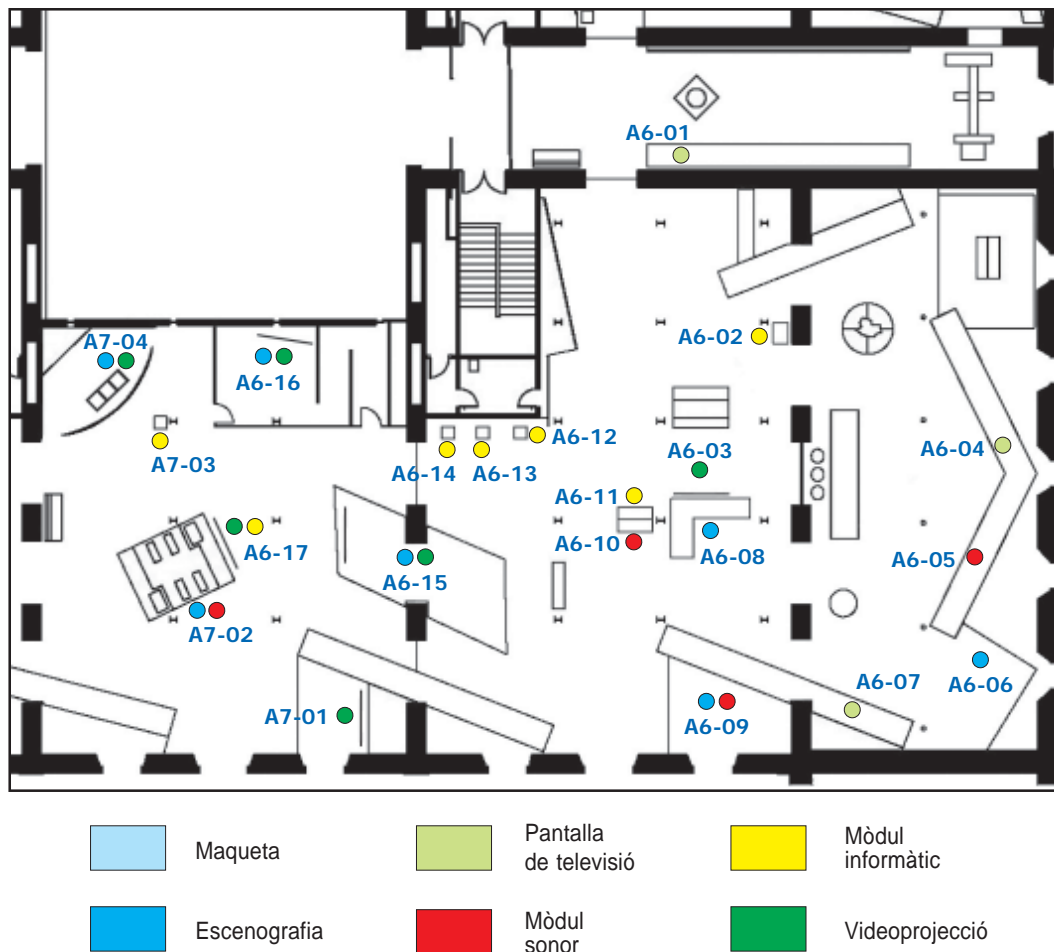 A6-01
A6-02
A7-04
A6-16
A6-12
A6-03
A6-04
A7-03
A6-14
A6-13
A6-11
A6-10
A6-08
A6-17
A6-15
A6-05
A7-02
A6-06
A6-07
A7-01
A6-09
Maqueta
Pantalla
de televisió
Mòdul
informàtic
Escenografia
Mòdul
sonor
Videoprojecció